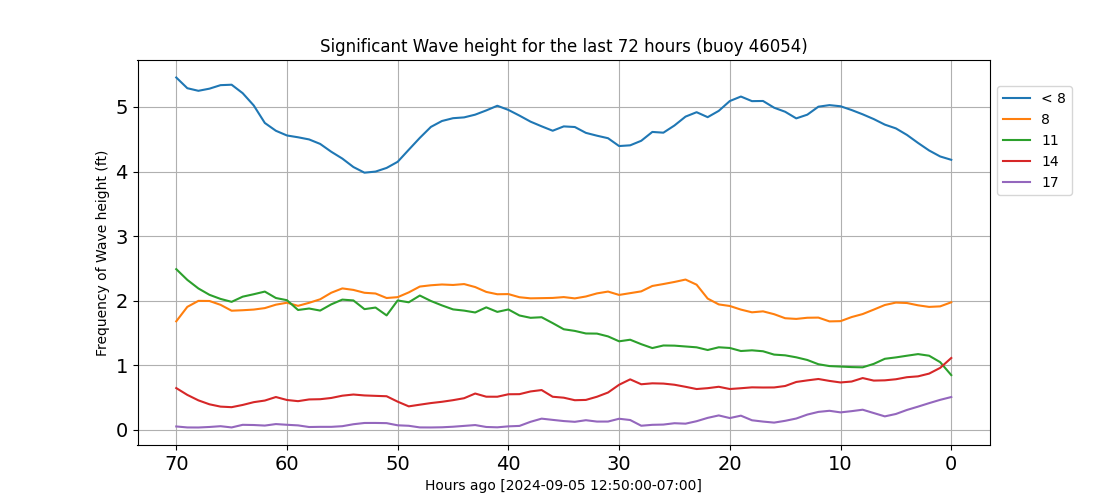 Significant Wave height for the last 72 hours (buoy 46054)
Frequency of Wave height (ft)
5
4
3
2
1
0
70 60 50 40 30 20 10 0
Hours ago [2024-09-05 12:50:00-07:00]
< 8
8
11
14
17